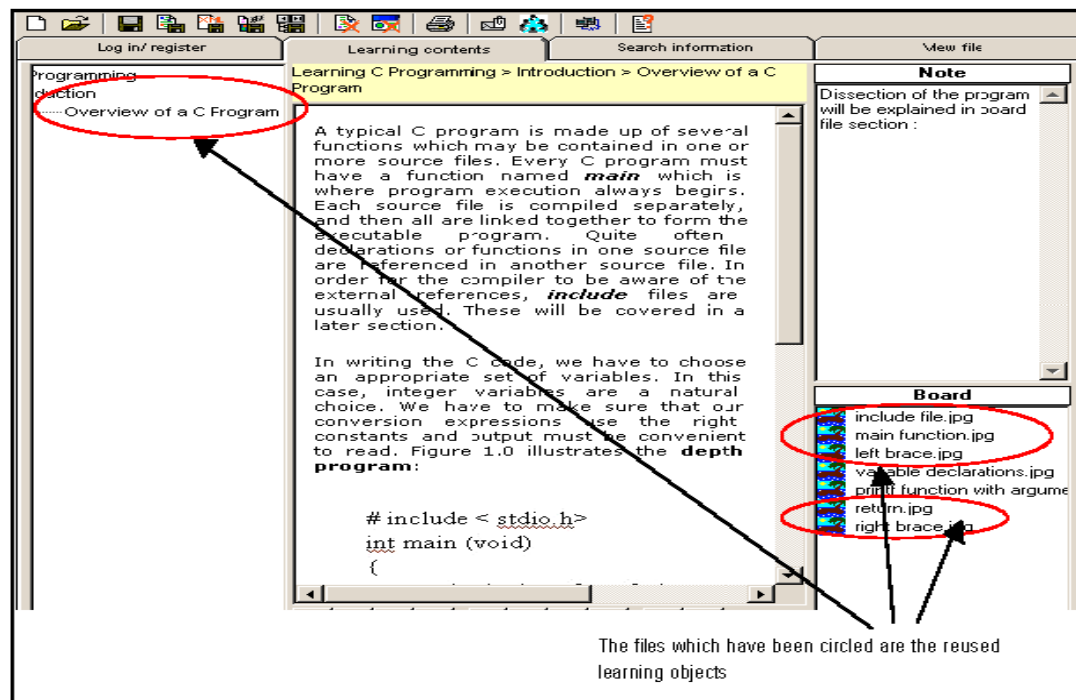 Log in/ register
Learning contents
Search information
View file
Programming
duction
Overview of a C Program
Learning C Programming > Introduction > Overview of a C
Program
A typical C program is made up of several
functions which may be contained in one or
more source files. Every C program must
have a function named main which is
where program execution always begins.
Each source file is compiled separately,
and then all are linked together to form the
executable program. Quite often
declarations or functions in one source file
are referenced in another source file. In
order for the compiler to be aware of the
external references, include files are
usually used. These will be covered in a
later section.
In writing the C code, we have to choose
an appropriate set of variables. In this
case, integer variables are a natural
choice. We have to make sure that our
conversion expressions use the right
constants and output must be convenient
to read. Figure 1.0 illustrates the depth
program:
# include < stdio.h>
int main (void)
{
Note
Dissection of the program
will be explained in board
file section :
Board
include file.jpg
main function.jpg
left brace.jpg
variable declarations.jpg
printf function with argume
return.jpg
right brace.jpg
The files which have been circled are the reused
learning objects